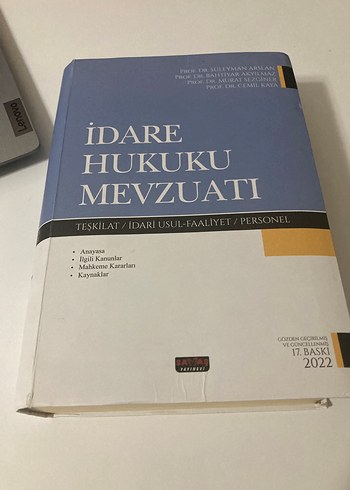 PROF. DR. SÜLEYMAN ARSLAN
PROF. DR. BAHTİYAR AKYILMAZ
PROF. DR. MURAT SEZGİNER
PROF. DR. CEMİL KAYA
Lenovo
İDARE
HUKUKU
MEVZUATI
TEŞKİLAT / İDARİ USUL-FAALİYET / PERSONEL
• Anayasa
• İlgili Kanunlar
• Mahkeme Kararları
• Kaynaklar
GÖZDEN GEÇİRİLMİŞ
VE GÜNCELLENMİŞ
17. BASKI
2022
SAVAŞ
YAYINEVİ